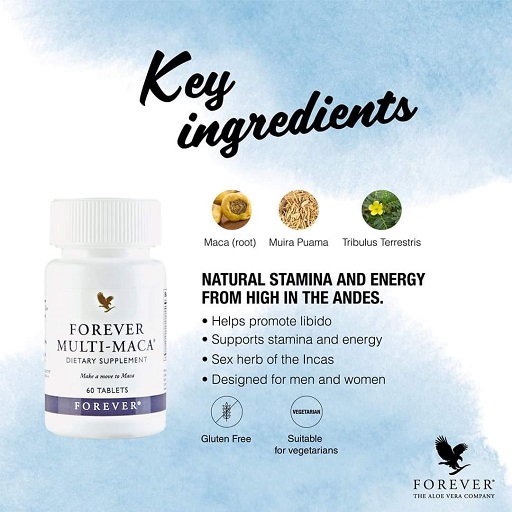 Key
ingredients
Maca (root)
Muira Puama
Tribulus Terrestris
NATURAL STAMINA AND ENERGY
FROM HIGH IN THE ANDES.
• Helps promote libido
• Supports stamina and energy
• Sex herb of the Incas
• Designed for men and women
FOREVER
MULTI-MACA®
DIETARY SUPPLEMENT
Make a move to Maca
60 TABLETS
FOREVER®
Gluten Free
VEGETARIAN
Suitable
for vegetarians
FOREVER®
THE ALOE VERA COMPANY